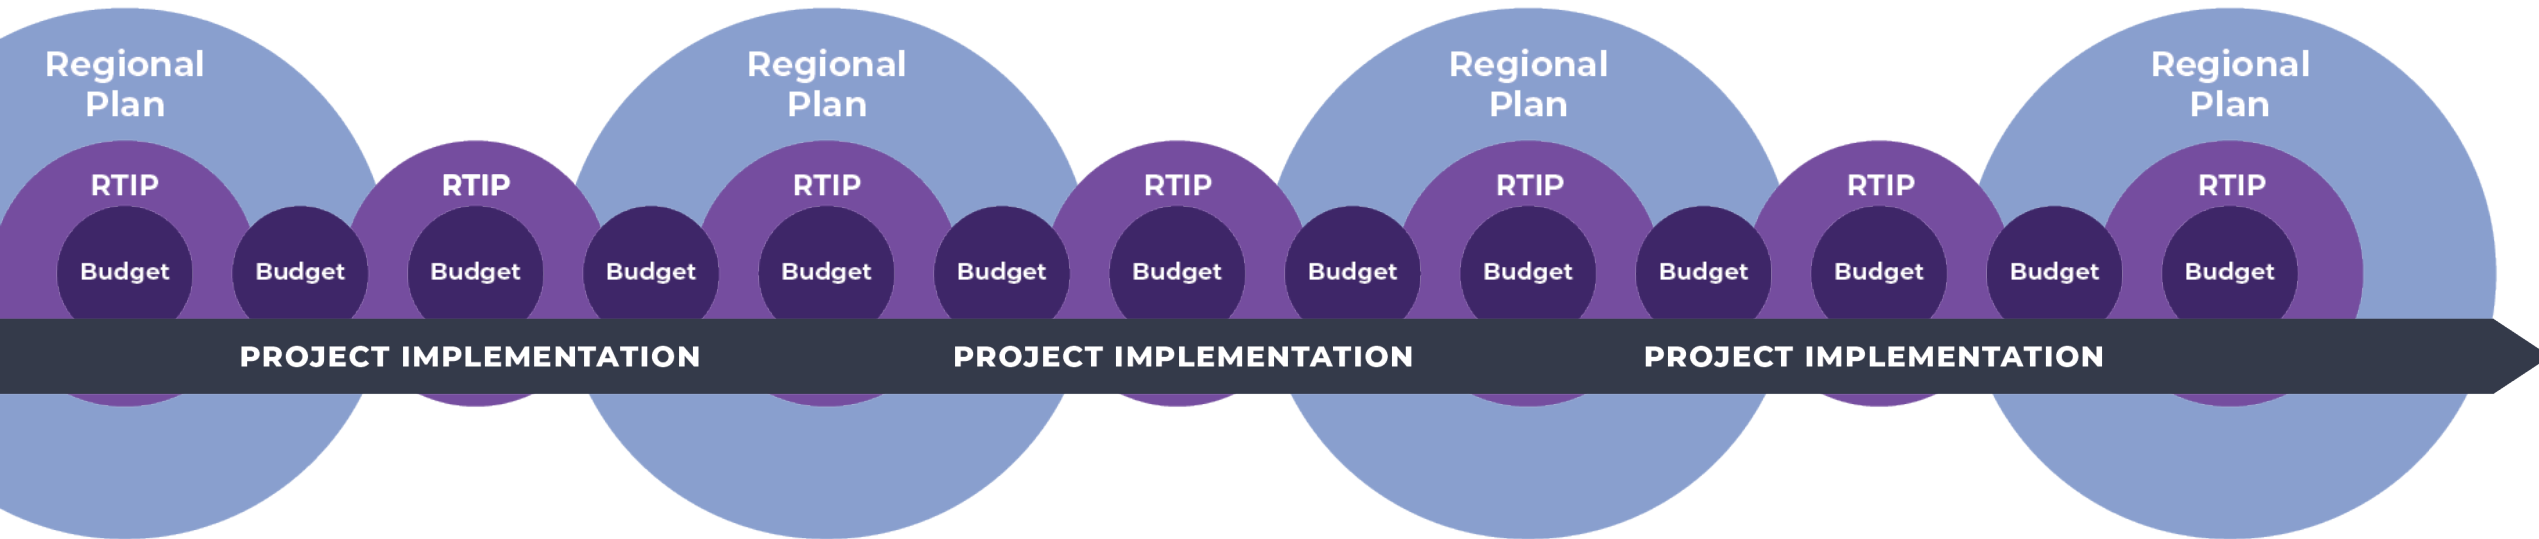 Regional
Plan
Regional
Plan
Regional
Plan
Regional
Plan
RTIP
RTIP
RTIP
RTIP
RTIP
RTIP
RTIP
Budget
Budget
Budget
Budget
Budget
Budget
Budget
Budget
Budget
Budget
Budget
Budget
Budget
PROJECT IMPLEMENTATION
PROJECT IMPLEMENTATION
PROJECT IMPLEMENTATION